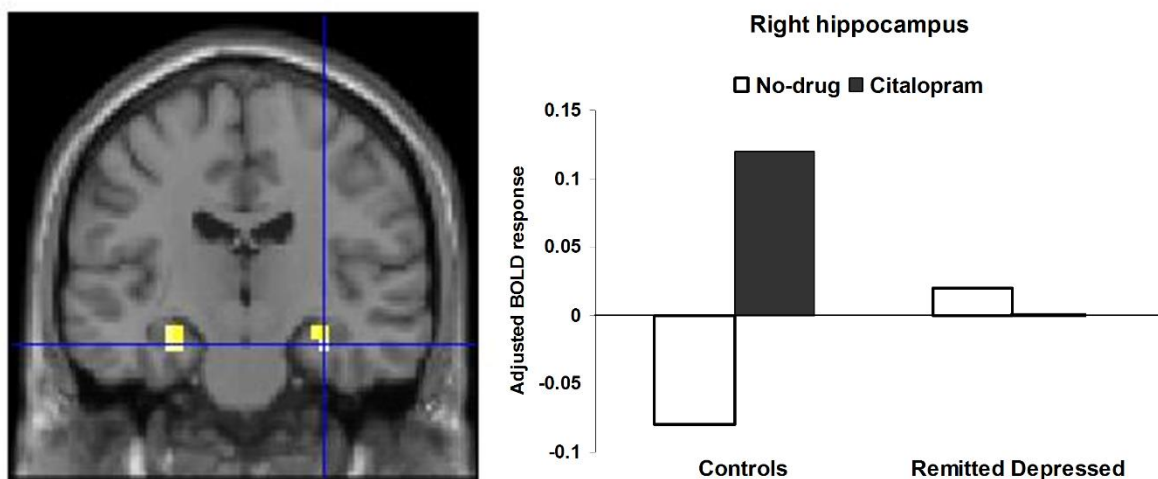 Right hippocampus
No-drug Citalopram
Adjusted BOLD response
0.15
0.1
0.05
0
-0.05
-0.1
Controls Remitted Depressed